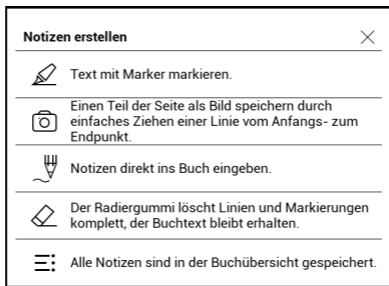 Notizen erstellen
Text mit Marker markieren.
Einen Teil der Seite als Bild speichern durch
einfaches Ziehen einer Linie vom Anfangs- zum
Endpunkt.
Notizen direkt ins Buch eingeben.
Der Radiergummi löscht Linien und Markierungen
komplett, der Buchtext bleibt erhalten.
Alle Notizen sind in der Buchübersicht gespeichert.